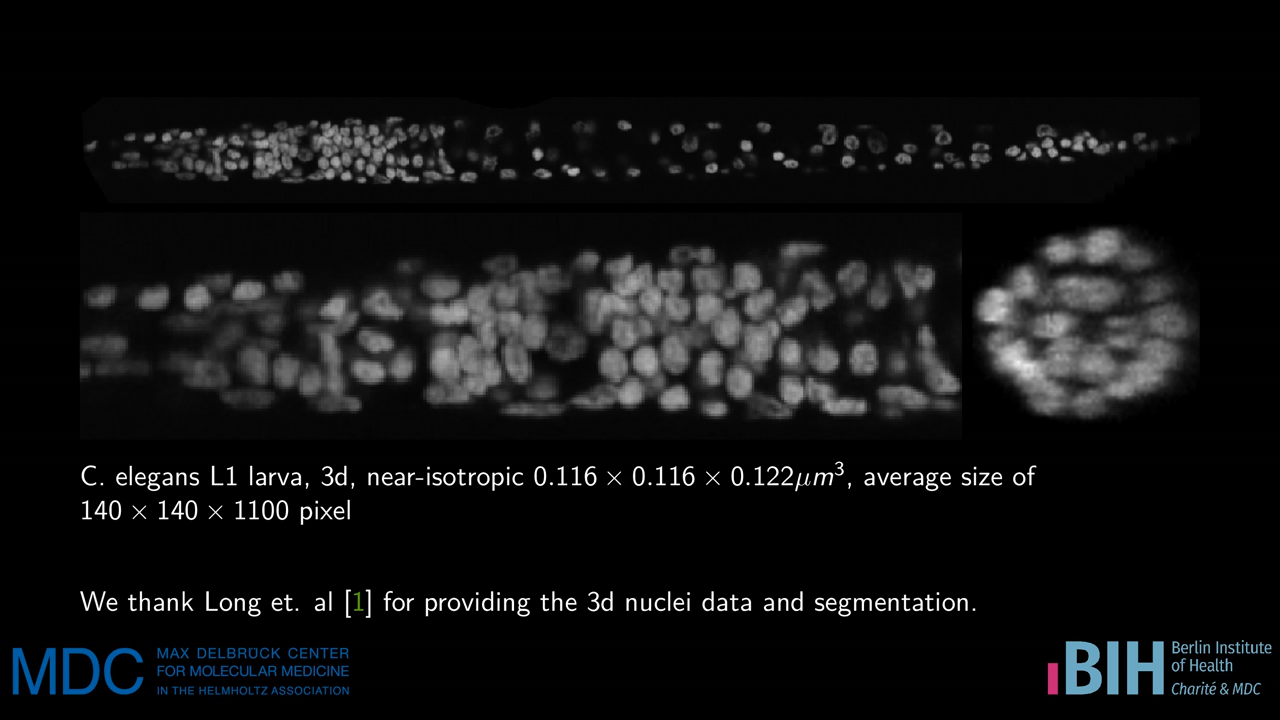 C. elegans L1 larva, 3d, near-isotropic 0.116 × 0.116 × 0.122μm³, average size of
140 × 140 × 1100 pixel
We thank Long et. al [1] for providing the 3d nuclei data and segmentation.
MDC
MAX DELBRÜCK CENTER
FOR MOLECULAR MEDICINE
IN THE HELMHOLTZ ASSOCIATION
BIH
Berlin Institute
of Health
Charité & MDC